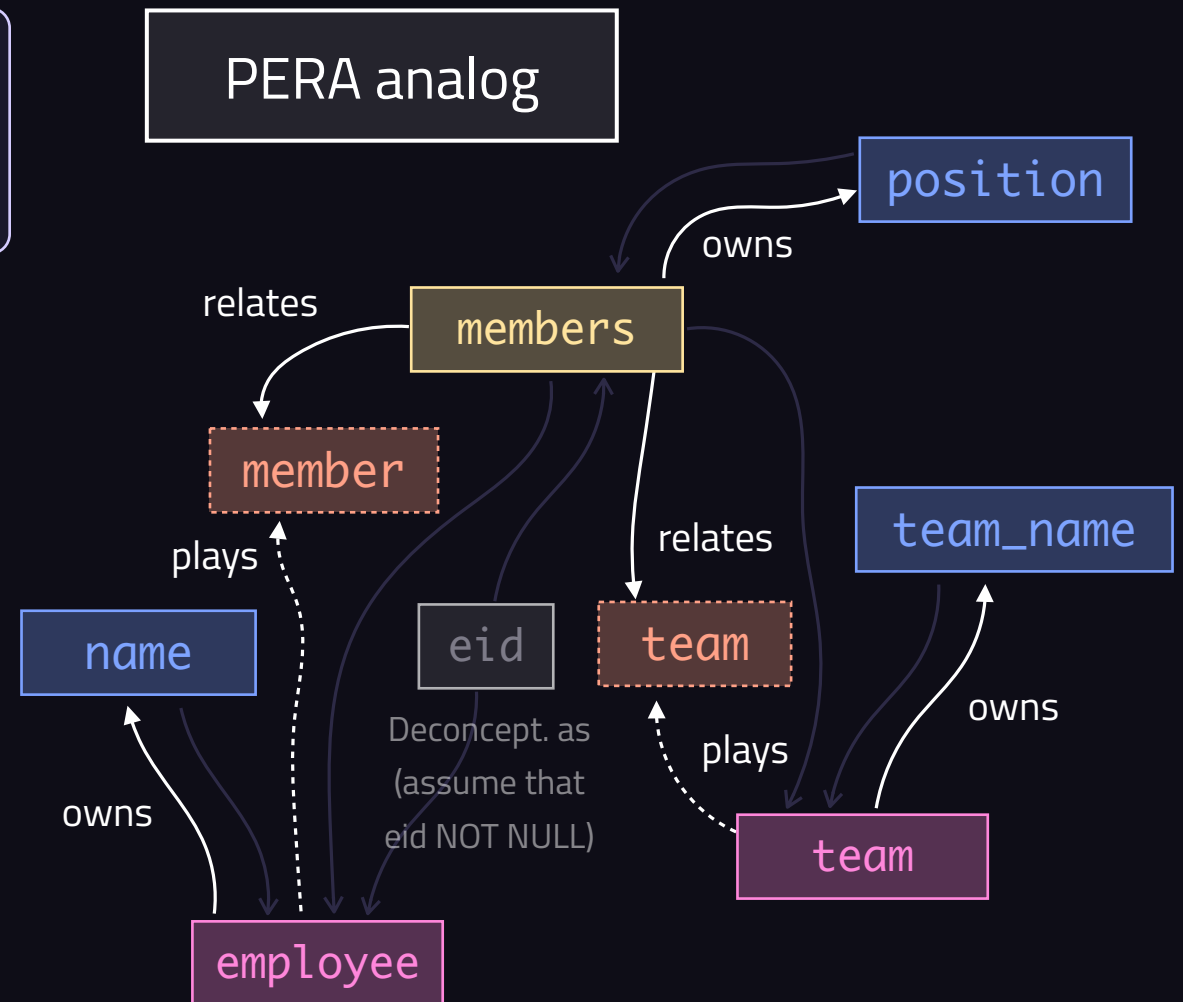 PERA analog
position
owns
relates
members
member
team_name
relates
plays
name
eid
team
owns
Deconcept. as
(assume that
eid NOT NULL)
plays
owns
team
employee